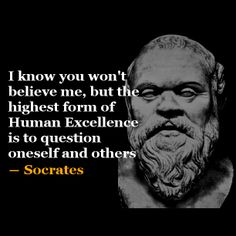 I know you won't
believe me, but the
highest form of
Human Excellence
is to question
oneself and others
— Socrates